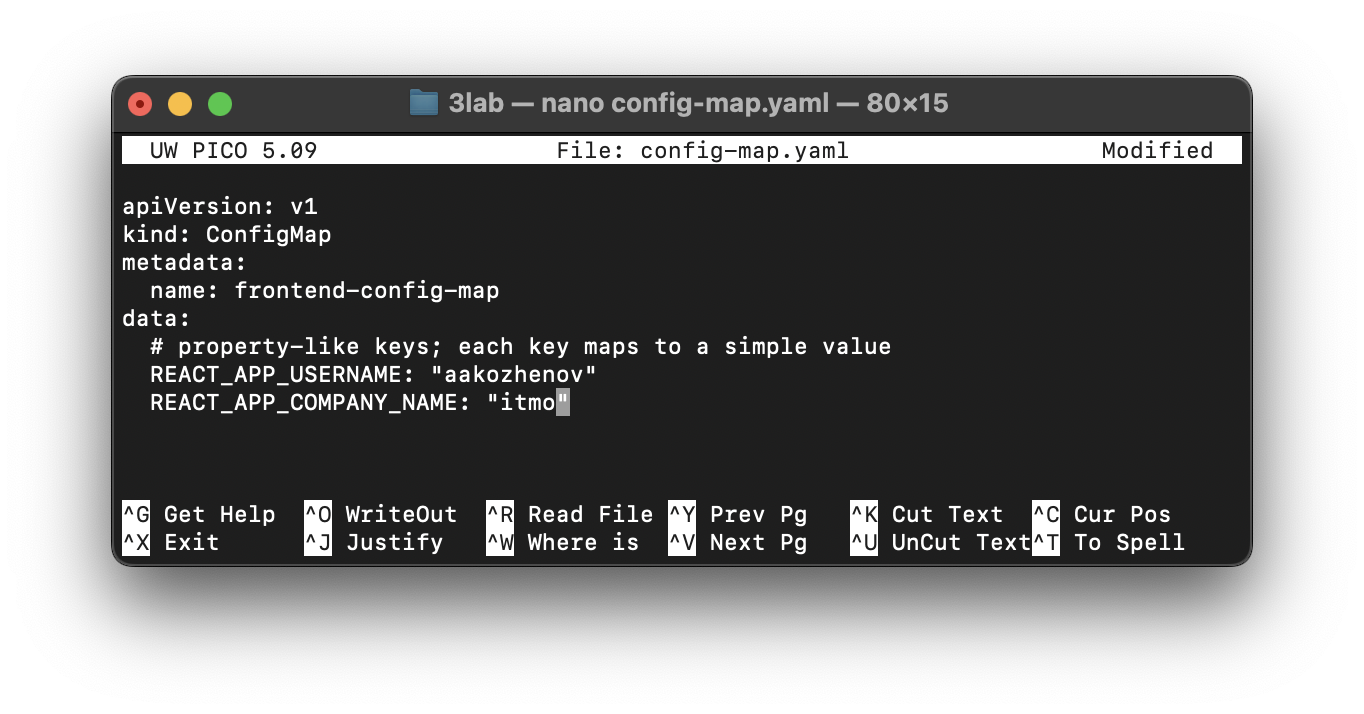 3lab — nano config-map.yaml — 80×15
UW PICO 5.09 File: config-map.yaml Modified
apiVersion: v1
kind: ConfigMap
metadata:
  name: frontend-config-map
data:
  # property-like keys; each key maps to a simple value
  REACT_APP_USERNAME: "aakozhenov"
  REACT_APP_COMPANY_NAME: "itmo"
^G Get Help ^O WriteOut ^R Read File ^Y Prev Pg ^K Cut Text ^C Cur Pos
^X Exit ^J Justify ^W Where is ^V Next Pg ^U UnCut Text ^T To Spell